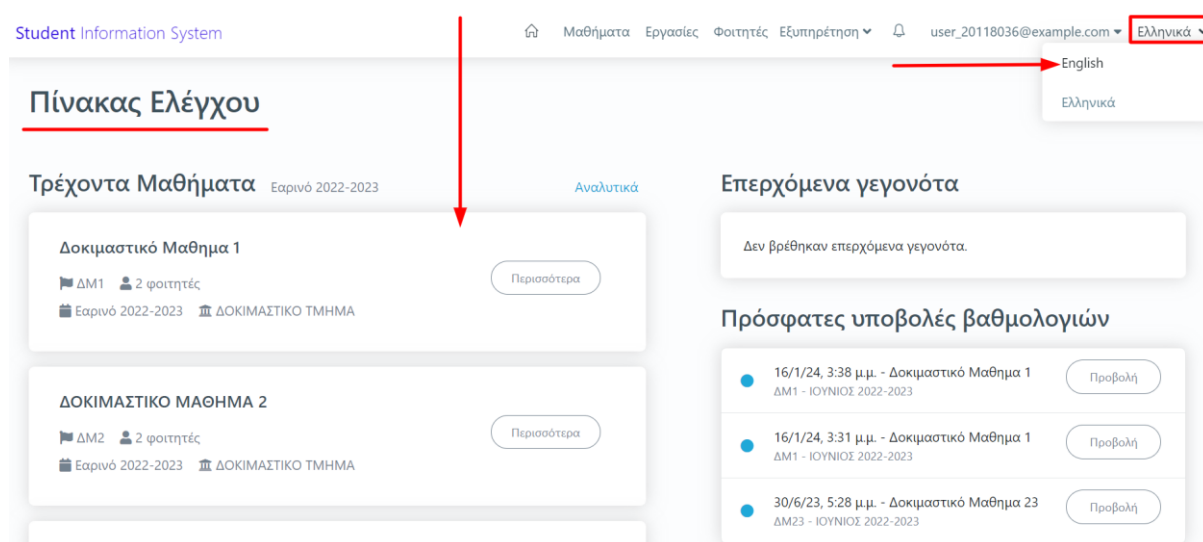 Student Information System
Μαθήματα Εργασίες Φοιτητές Εξυπηρέτηση user_20118036@example.com Ελληνικά
English
Ελληνικά
Πίνακας Ελέγχου
Τρέχοντα Μαθήματα Εαρινό 2022-2023 Αναλυτικά
Δοκιμαστικό Μαθημα 1
ΔΜ1 2 φοιτητές
Εαρινό 2022-2023 ΔΟΚΙΜΑΣΤΙΚΟ ΤΜΗΜΑ
Περισσότερα
ΔΟΚΙΜΑΣΤΙΚΟ ΜΑΘΗΜΑ 2
ΔΜ2 2 φοιτητές
Εαρινό 2022-2023 ΔΟΚΙΜΑΣΤΙΚΟ ΤΜΗΜΑ
Περισσότερα
Επερχόμενα γεγονότα
Δεν βρέθηκαν επερχόμενα γεγονότα.
Πρόσφατες υποβολές βαθμολογιών
16/1/24, 3:38 μ.μ. - Δοκιμαστικό Μαθημα 1
ΔΜ1 - ΙΟΥΝΙΟΣ 2022-2023
Προβολή
16/1/24, 3:31 μ.μ. - Δοκιμαστικό Μαθημα 1
ΔΜ1 - ΙΟΥΝΙΟΣ 2022-2023
Προβολή
30/6/23, 5:28 μ.μ. - Δοκιμαστικό Μαθημα 23
ΔΜ23 - ΙΟΥΝΙΟΣ 2022-2023
Προβολή